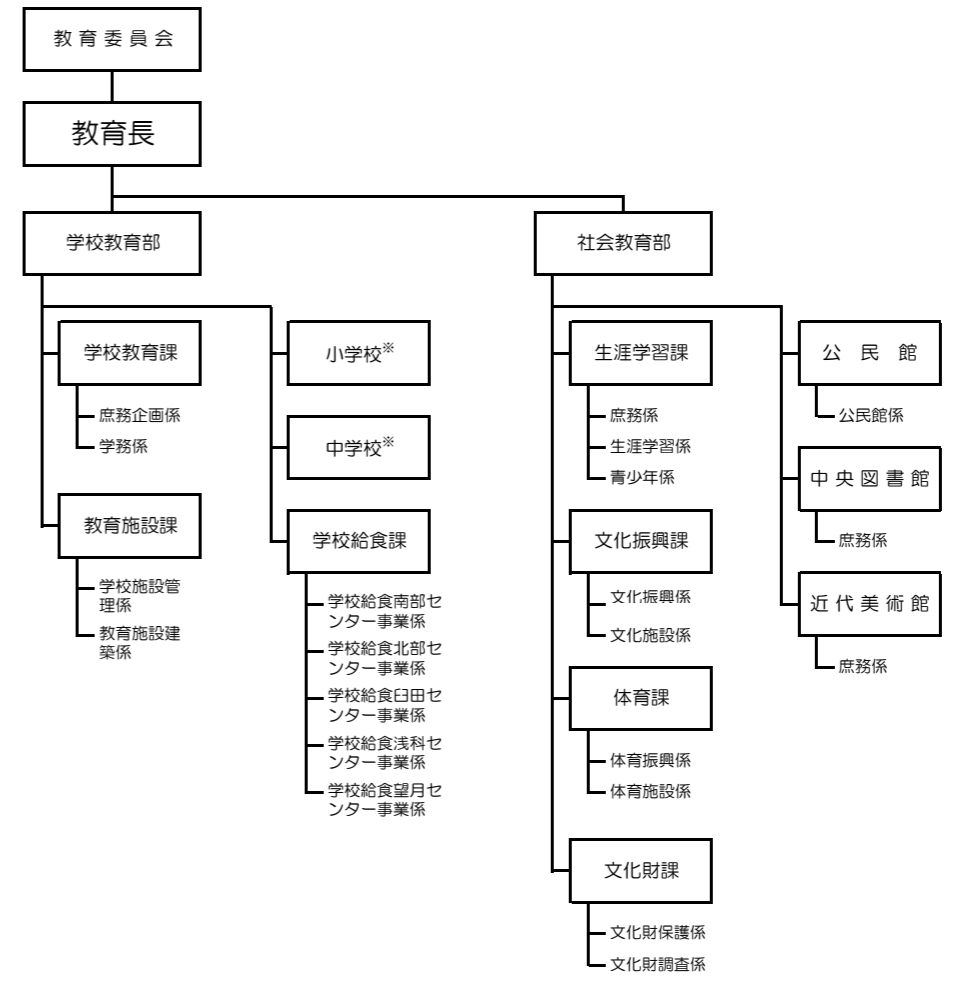 教育委員会
教育長
学校教育部
学校教育課
庶務企画係
学務係
教育施設課
学校施設管
理係
教育施設建
築係
小学校※
中学校※
学校給食課
学校給食南部セ
ンター事業係
学校給食北部セ
ンター事業係
学校給食臼田セ
ンター事業係
学校給食浅科セ
ンター事業係
学校給食望月セ
ンター事業係
社会教育部
生涯学習課
庶務係
生涯学習係
青少年係
文化振興課
文化振興係
文化施設係
体育課
体育振興係
体育施設係
文化財課
文化財保護係
文化財調査係
公民館
公民館係
中央図書館
庶務係
近代美術館
庶務係